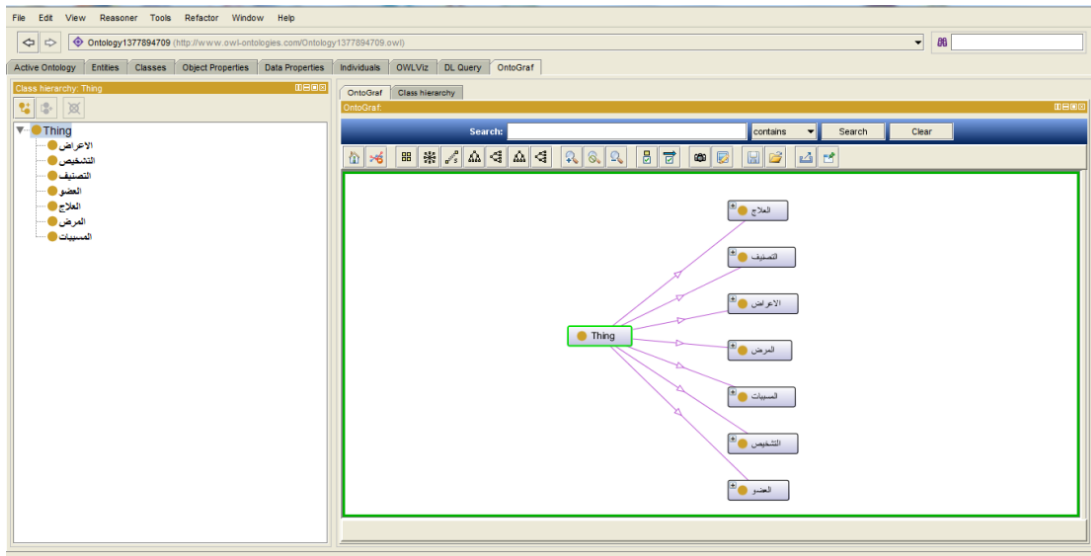 File Edit View Reasoner Tools Refactor Window Help
Ontology1377894709 (http://www.owl-ontologies.com/Ontology1377894709.owl)
Active Ontology Entities Classes Object Properties Data Properties Individuals OWLViz DL Query OntoGraf
Class hierarchy: Thing
Thing
الاعراض
التشخيص
التصنيف
العضو
العلاج
المرض
المسببات
OntoGraf Class hierarchy
OntoGraf:
Search: contains Search Clear
العلاج
التصنيف
الاعراض
Thing
المرض
المسببات
التشخيص
العضو